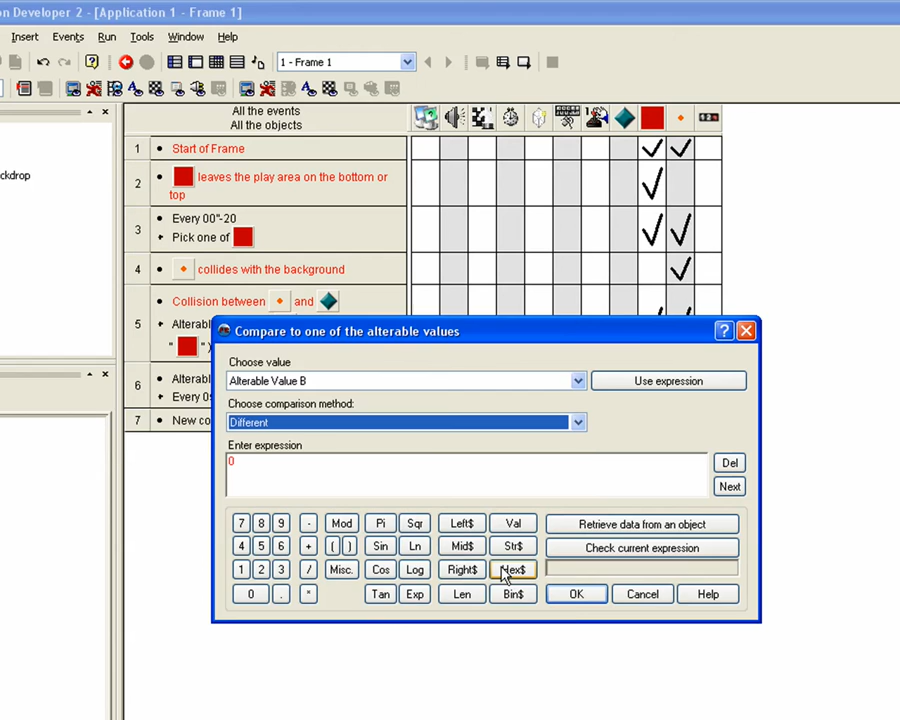 on Developer 2 - [Application 1 - Frame 1]
Insert Events Run Tools Window Help
1 - Frame 1
All the events
All the objects
ckdrop
1 • Start of Frame
2 • leaves the play area on the bottom or
top
3 • Every 00"-20
Pick one of
4 • collides with the background
5 • Collision between and
Alterabl
" " )
6 • Alterabl
Every 0
7 • New co
Compare to one of the alterable values
Choose value
Alterable Value B Use expression
Choose comparison method:
Different
Enter expression
0
Del
Next
7 8 9 - Mod Pi Sqr Left$ Val Retrieve data from an object
4 5 6 + ( ) Sin Ln Mid$ Str$ Check current expression
1 2 3 / Misc. Cos Log Right$ Hex$
0 . * Tan Exp Len Bin$ OK Cancel Help